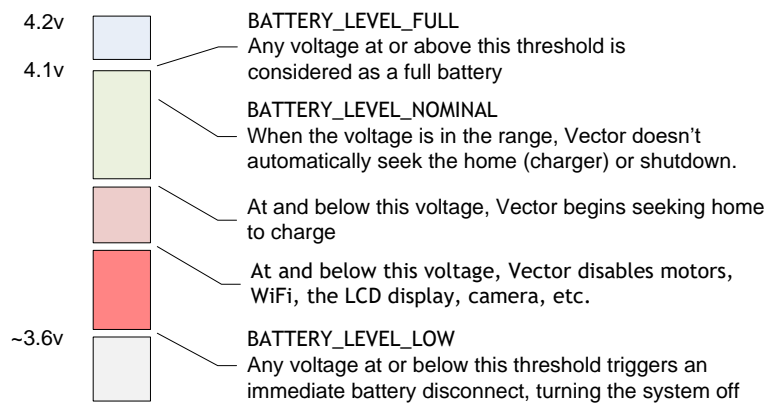 4.2v
BATTERY_LEVEL_FULL
Any voltage at or above this threshold is
considered as a full battery
4.1v
BATTERY_LEVEL_NOMINAL
When the voltage is in the range, Vector doesn't
automatically seek the home (charger) or shutdown.
At and below this voltage, Vector begins seeking home
to charge
At and below this voltage, Vector disables motors,
WiFi, the LCD display, camera, etc.
~3.6v
BATTERY_LEVEL_LOW
Any voltage at or below this threshold triggers an
immediate battery disconnect, turning the system off